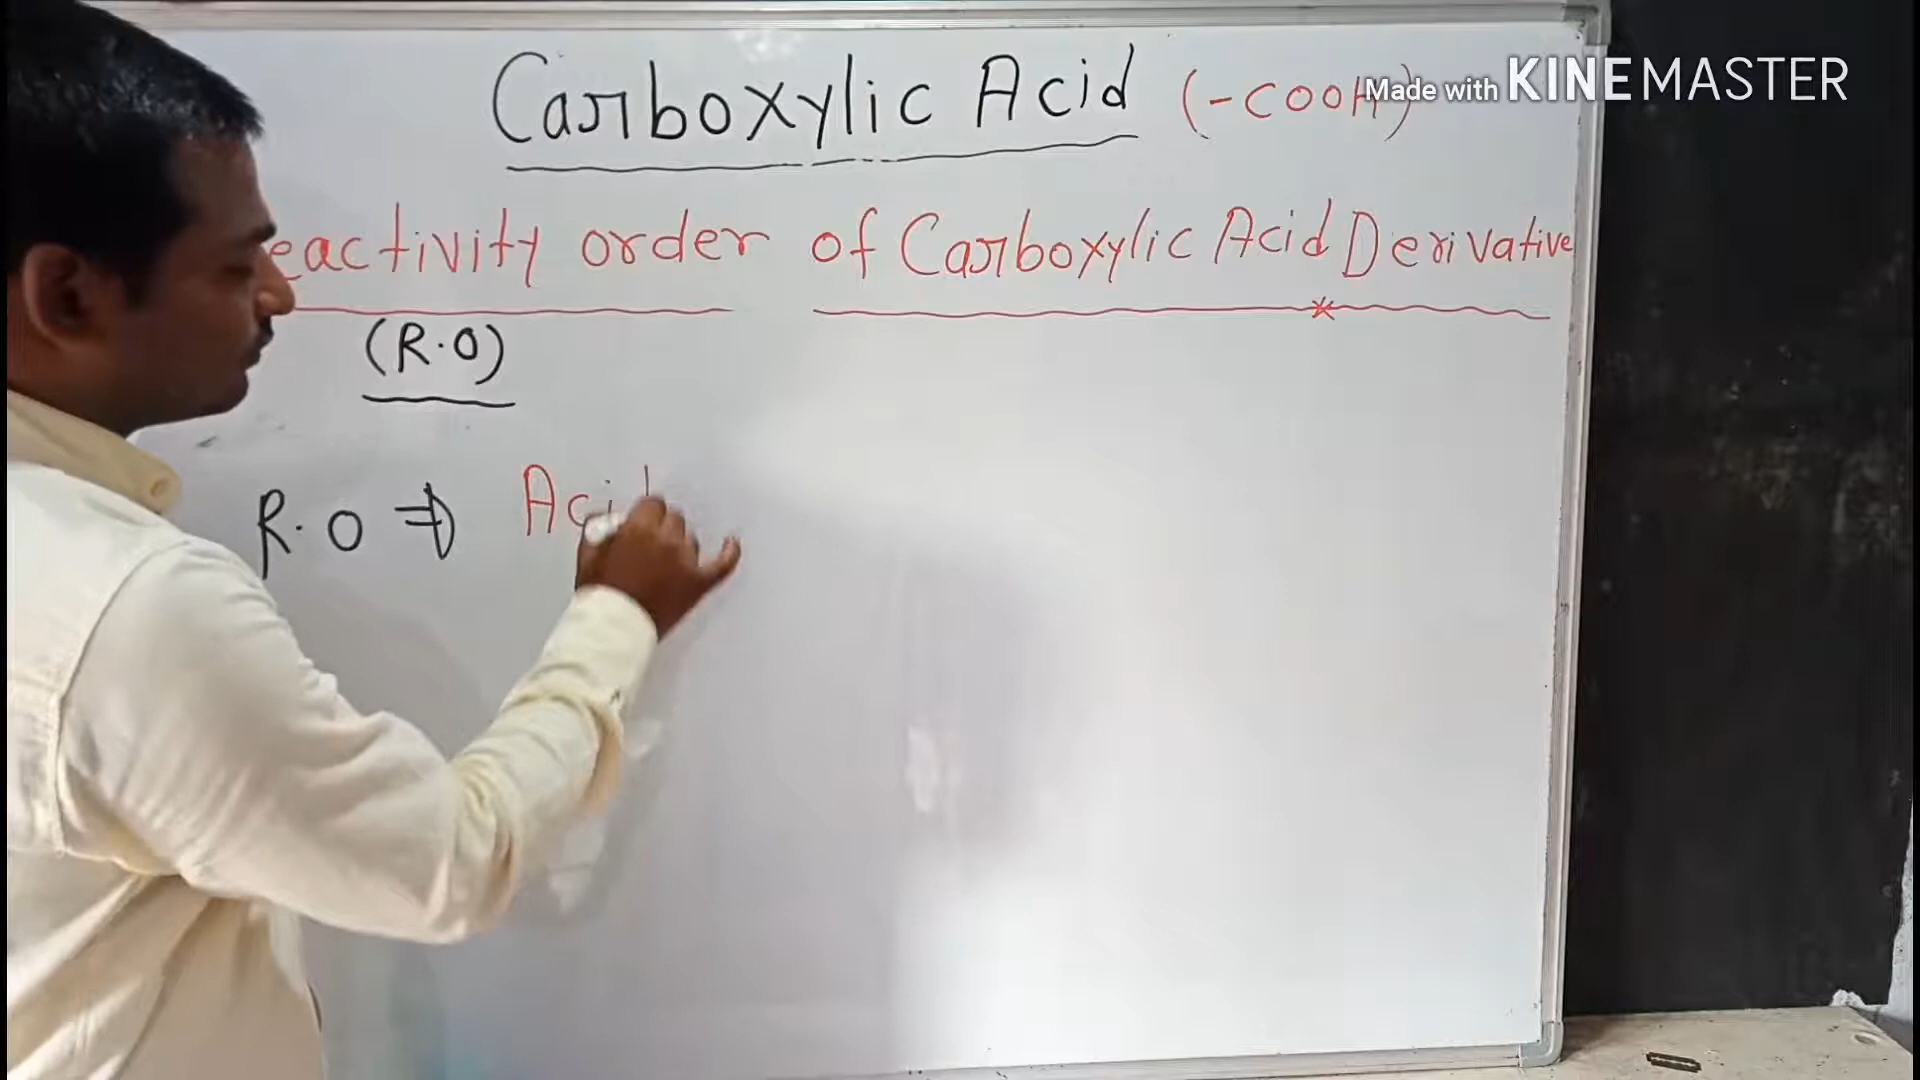 Carboxylic Acid (-COOH)
Made with KINEMASTER
eactivity order of Carboxylic Acid Derivative
(R.O)
R.O ⇒ Acid